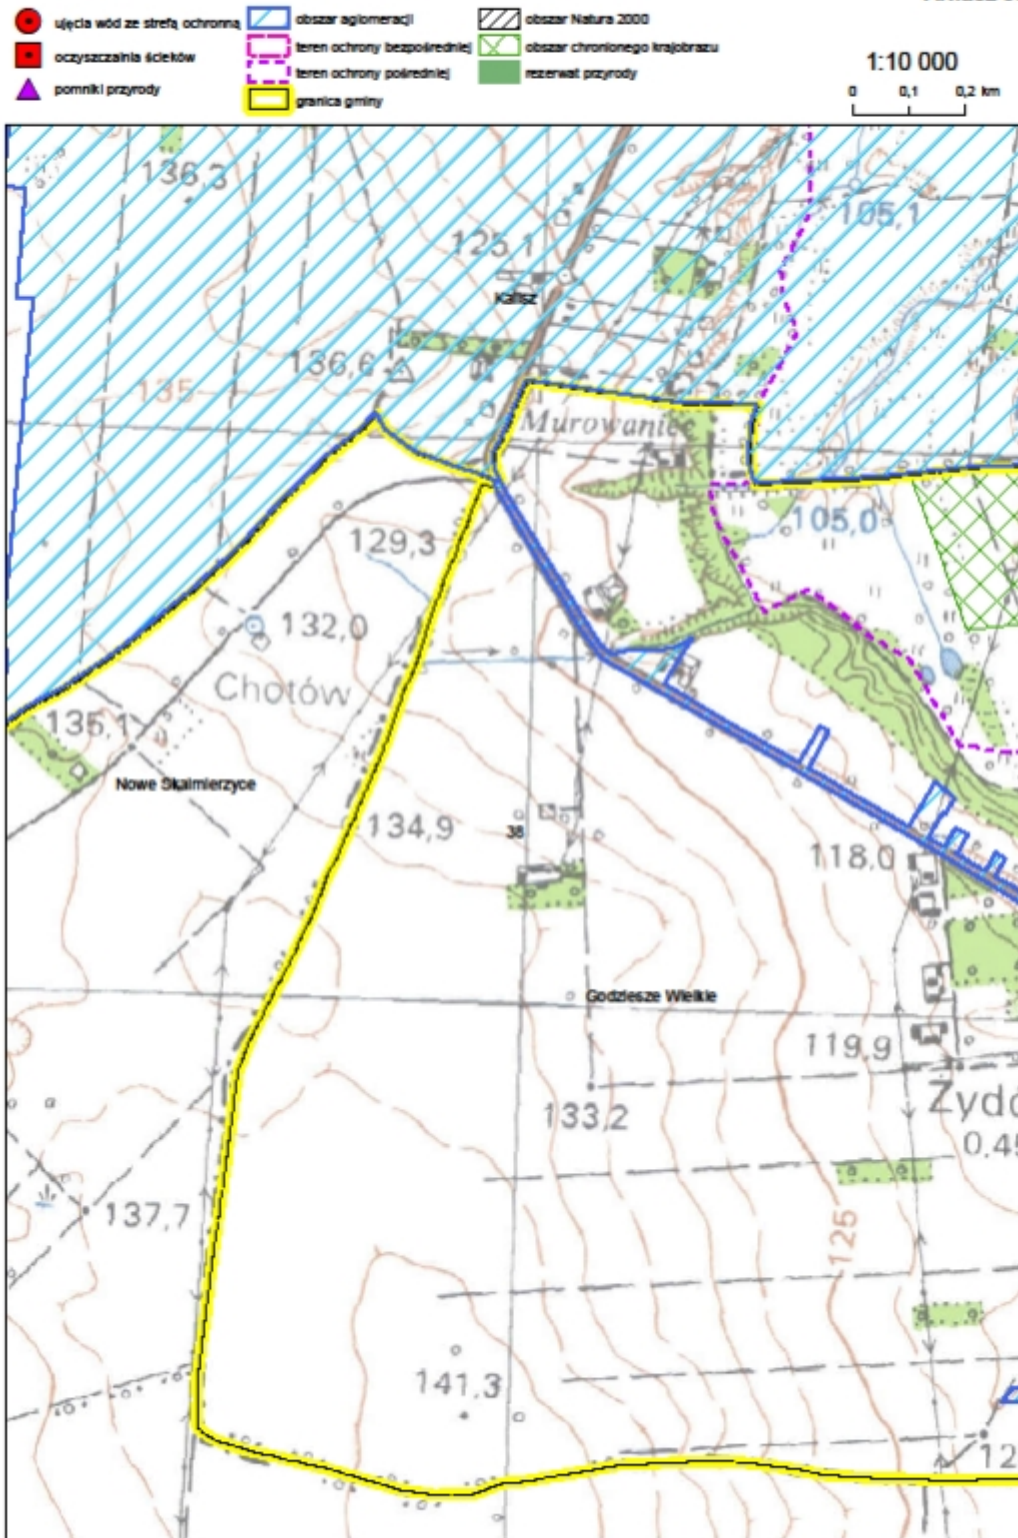 ujęcia wód ze strefą ochronną
oczyszczalnia ścieków
pomniki przyrody
obszar aglomeracji
teren ochrony bezpośredniej
teren ochrony pośredniej
granica gminy
obszar Natura 2000
obszar chronionego krajobrazu
rezerwat przyrody
1:10 000
0 0,1 0,2 km
136,3
105,1
125,1
Kalisz
136,6
135
Murowaniec
105,0
129,3
132,0
Chotów
135,1
Nowe Skalmierzyce
134,9
38
118,0
Godziesze Wielkie
119,9
133,2
Żydó
0.45
137,7
125
141,3
12